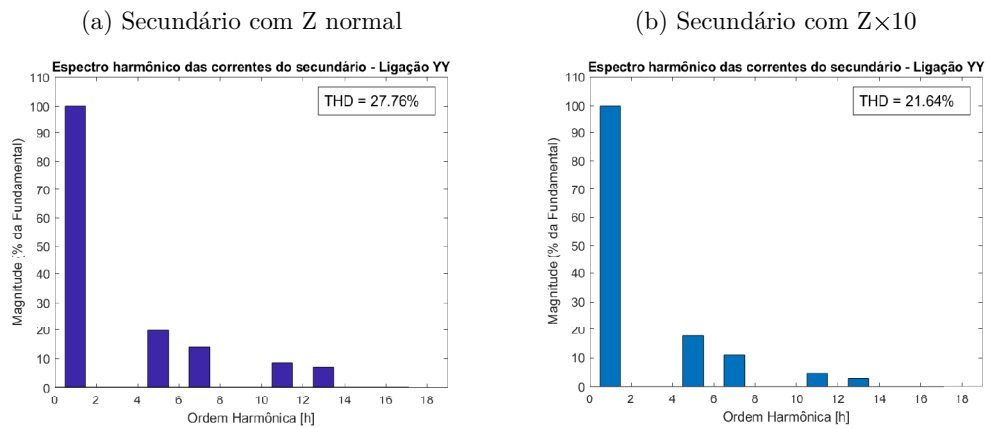 (a) Secundário com Z normal
Espectro harmônico das correntes do secundário - Ligação YY
THD = 27.76%
110
100
90
80
70
60
50
40
30
20
10
0
Magnitude (% da Fundamental)
0 2 4 6 8 10 12 14 16 18
Ordem Harmônica [h]
(b) Secundário com Z×10
Espectro harmônico das correntes do secundário - Ligação YY
THD = 21.64%
110
100
90
80
70
60
50
40
30
20
10
0
Magnitude (% da Fundamental)
0 2 4 6 8 10 12 14 16 18
Ordem Harmônica [h]